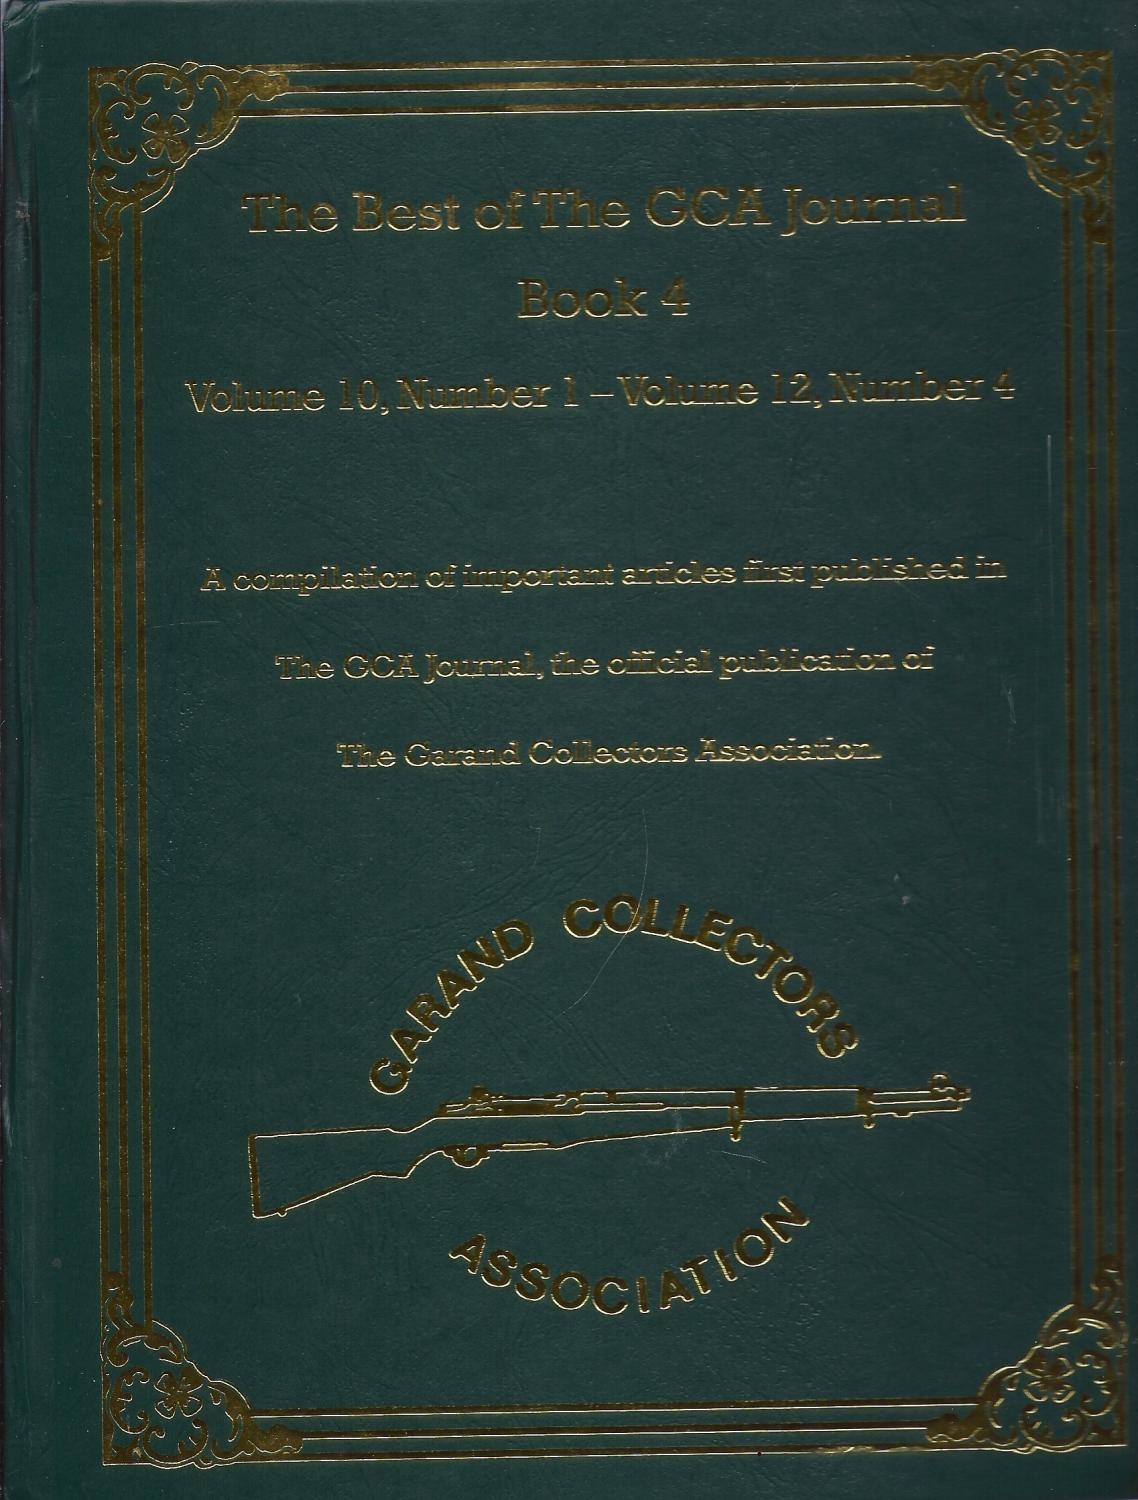 The Best of The GCA Journal
Book 4
Volume 10, Number 1 – Volume 12, Number 4
A compilation of important articles first published in
The GCA Journal, the official publication of
The Garand Collectors Association.
GARAND COLLECTORS
ASSOCIATION